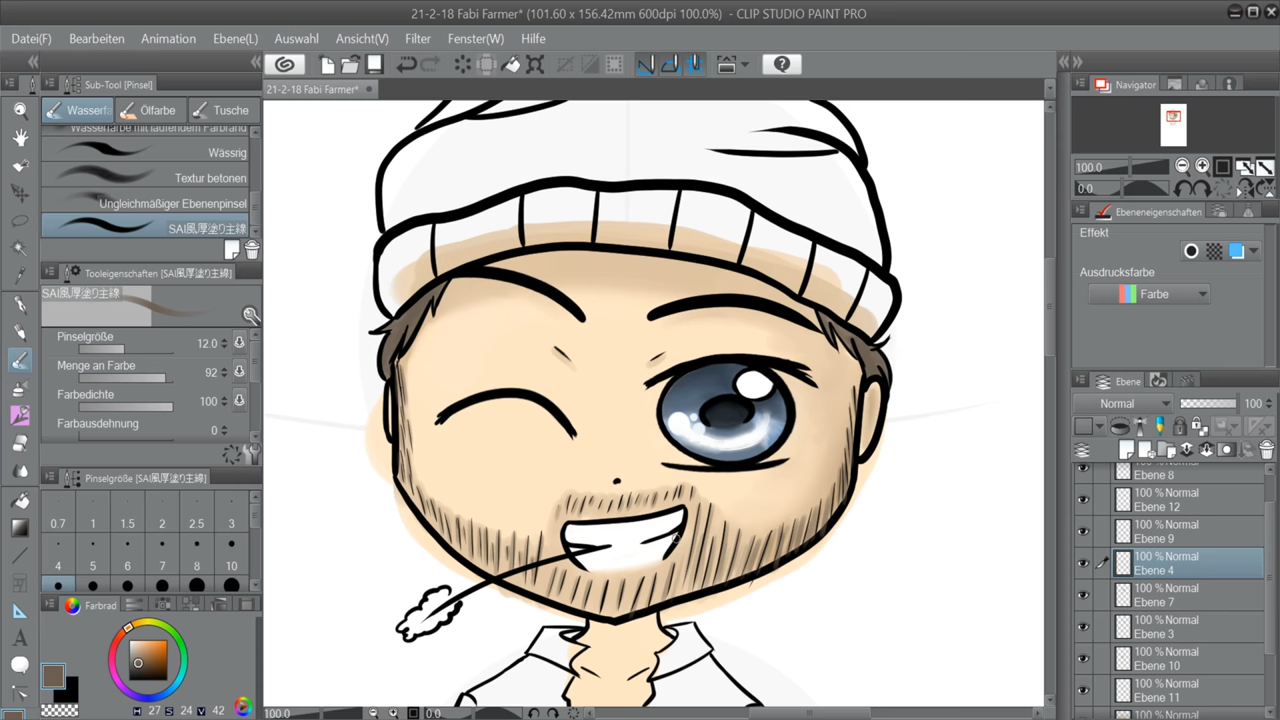 21-2-18 Fabi Farmer* (101.60 x 156.42mm 600dpi 100.0%) - CLIP STUDIO PAINT PRO
Datei(F) Bearbeiten Animation Ebene(L) Auswahl Ansicht(V) Filter Fenster(W) Hilfe
Sub-Tool [Pinsel]
Wasserfa: Ölfarbe Tusche
Wasserfarbe mit laufendem Farbrand
Wässrig
Textur betonen
Ungleichmäßiger Ebenenpinsel
SAI風厚塗り主線
Tooleigenschaften [SAI風厚塗り主線]
SAI風厚塗り主線
Pinselgröße 12.0
Menge an Farbe 92
Farbedichte 100
Farbausdehnung 0
Pinselgröße [SAI風厚塗り主線]
0.7 1 1.5 2 2.5 3
4 5 6 7 8 10
Farbrad
H 27 S 24 V 42
21-2-18 Fabi Farmer*
100.0 0.0
Navigator
100.0
0.0
Ebeneneigenschaften
Effekt
Ausdrucksfarbe
Farbe
Ebene
Normal 100
100 % Normal
Ebene 8
100 % Normal
Ebene 12
100 % Normal
Ebene 9
100 % Normal
Ebene 4
100 % Normal
Ebene 7
100 % Normal
Ebene 3
100 % Normal
Ebene 10
100 % Normal
Ebene 11
100 % Normal